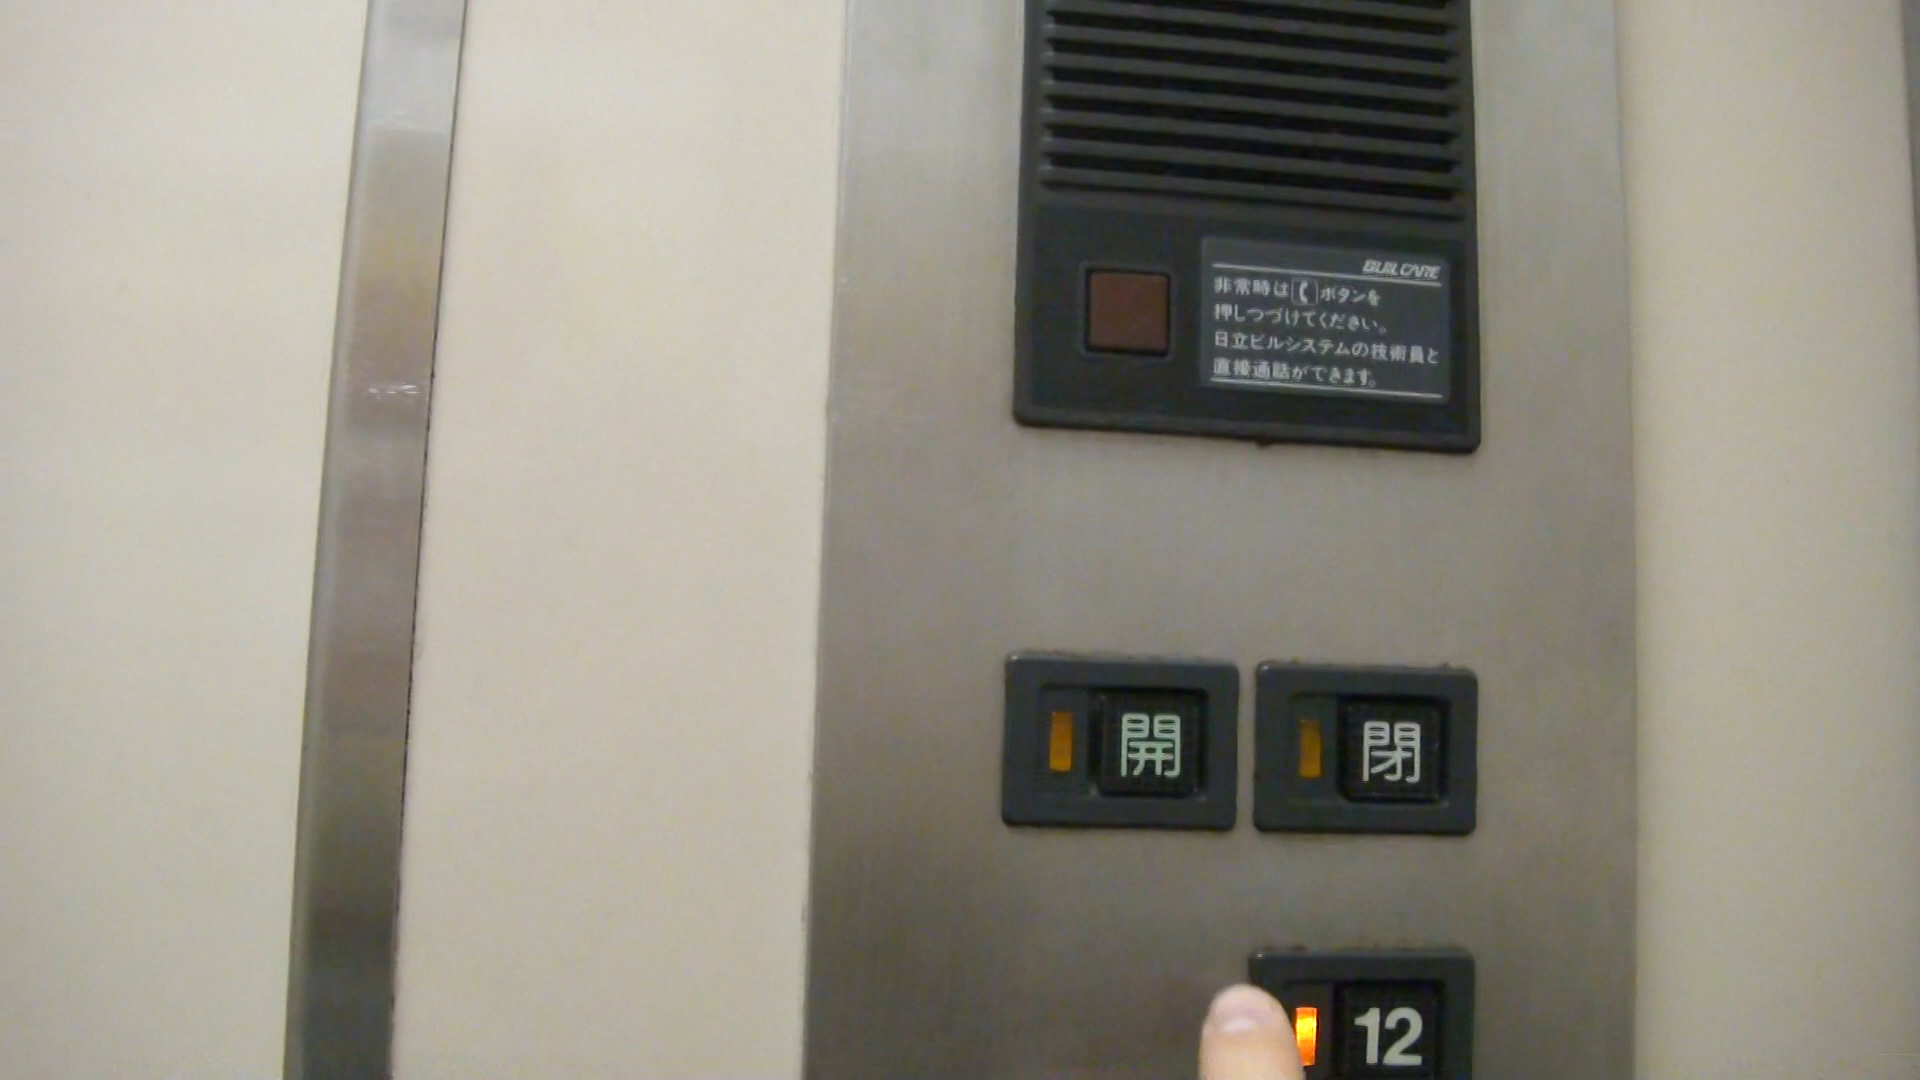 BUILCARE
非常時は ボタンを
押しつづけてください。
日立ビルシステムの技術員と
直接通話ができます。
開 閉
12